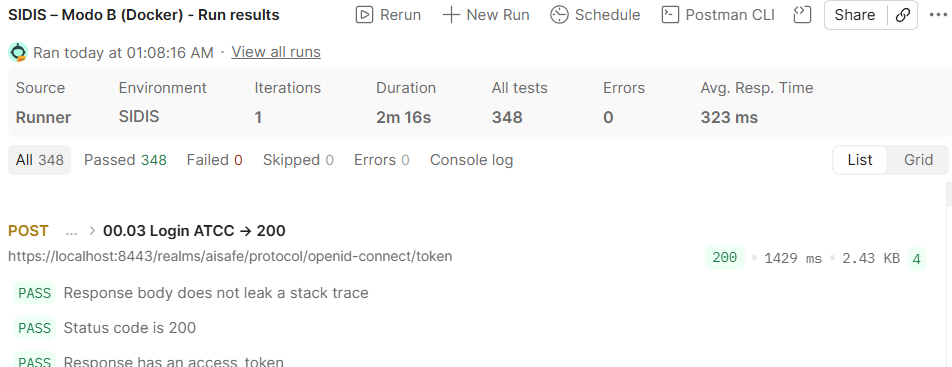 SIDIS – Modo B (Docker) - Run results
Rerun
New Run
Schedule
Postman CLI
Share
Ran today at 01:08:16 AM · View all runs
Source Environment Iterations Duration All tests Errors Avg. Resp. Time
Runner SIDIS 1 2m 16s 348 0 323 ms
All 348 Passed 348 Failed 0 Skipped 0 Errors 0 Console log List Grid
POST ... > 00.03 Login ATCC → 200
https://localhost:8443/realms/aisafe/protocol/openid-connect/token 200 • 1429 ms • 2.43 KB 4
PASS Response body does not leak a stack trace
PASS Status code is 200
PASS Response has an access_token